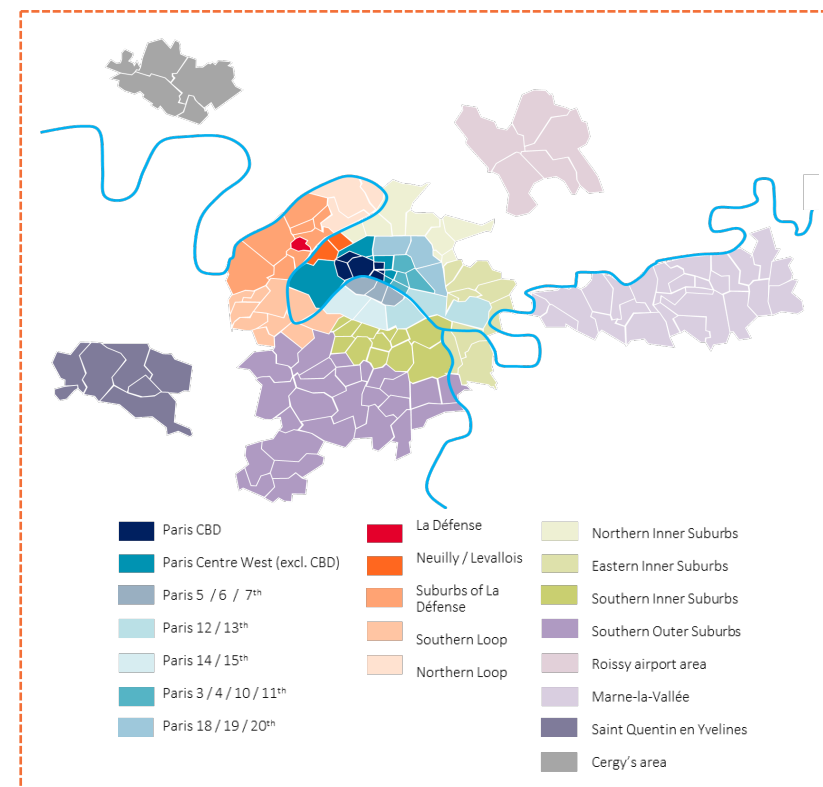 Paris CBD
Paris Centre West (excl. CBD)
Paris 5 / 6 / 7th
Paris 12 / 13th
Paris 14 / 15th
Paris 3 / 4 / 10 / 11th
Paris 18 / 19 / 20th
La Défense
Neuilly / Levallois
Suburbs of La
Défense
Southern Loop
Northern Loop
Northern Inner Suburbs
Eastern Inner Suburbs
Southern Inner Suburbs
Southern Outer Suburbs
Roissy airport area
Marne-la-Vallée
Saint Quentin en Yvelines
Cergy’s area